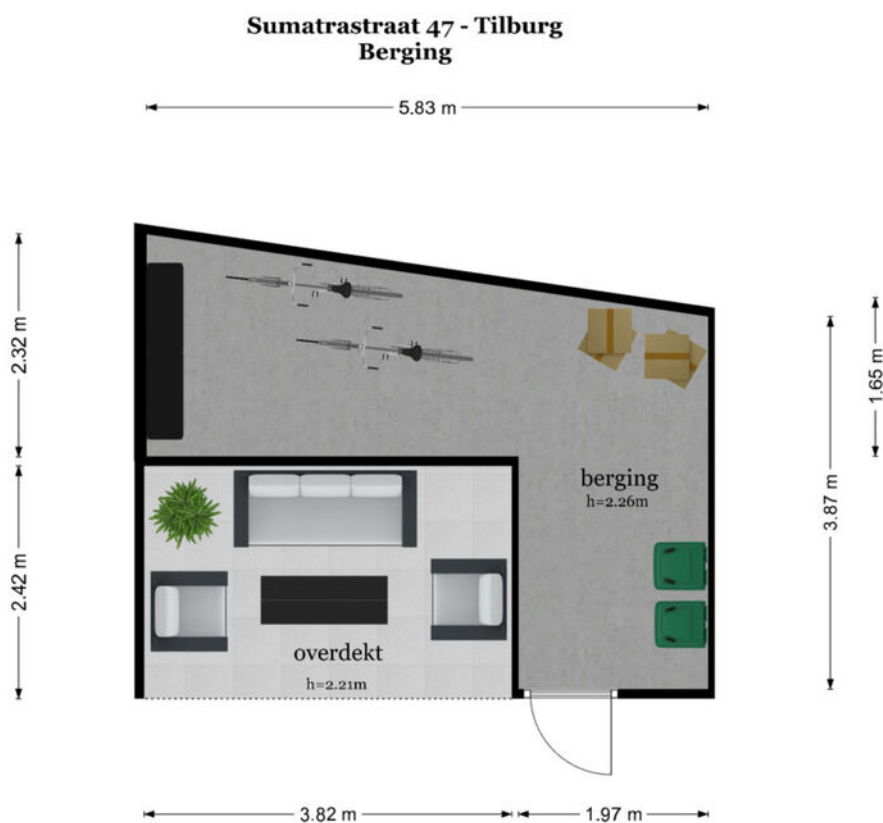 Sumatrastraat 47 - Tilburg
Berging
5.83 m
2.32 m
1.65 m
berging
h=2.26m
3.87 m
2.42 m
overdekt
h=2.21m
3.82 m
1.97 m